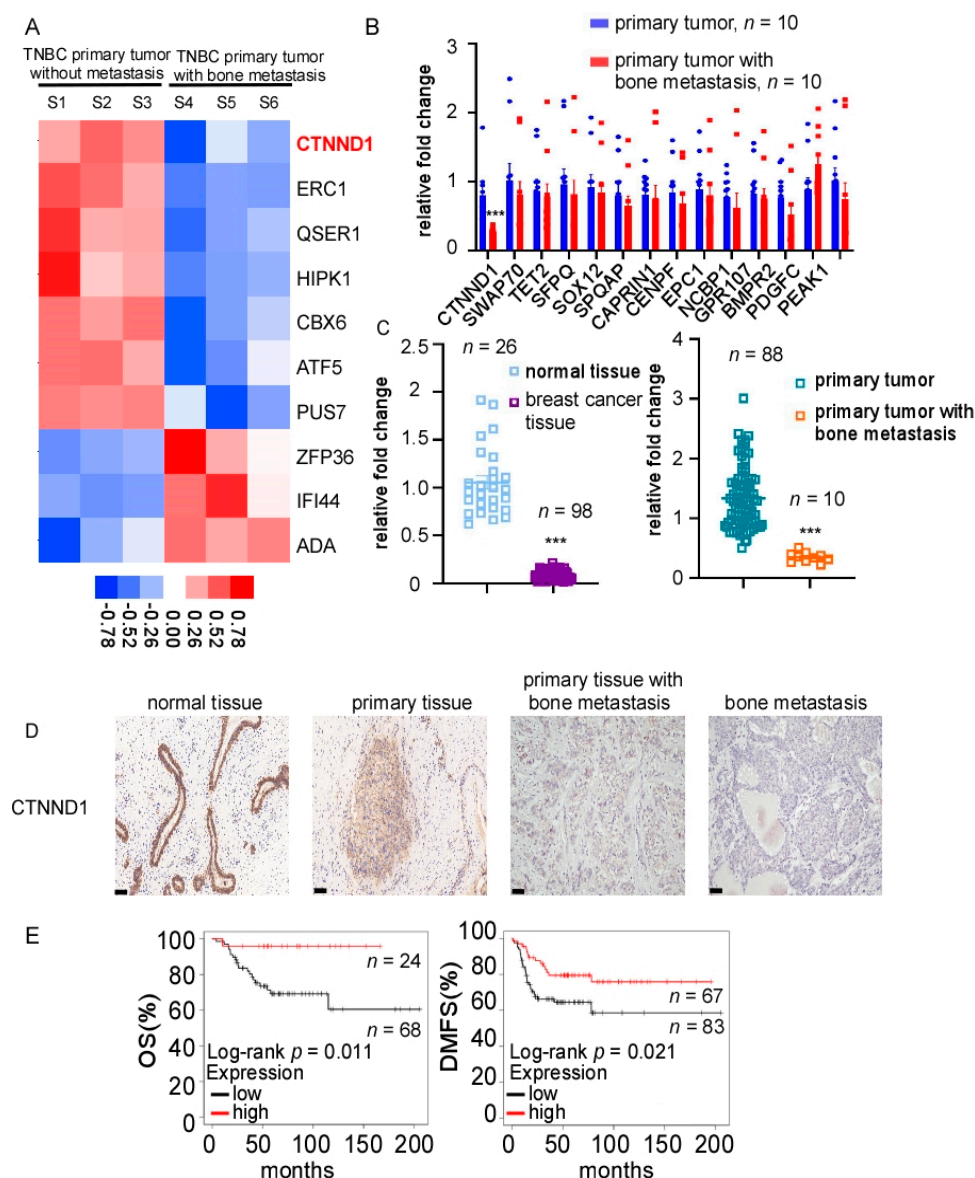 A
TNBC primary tumor
without metastasis
TNBC primary tumor
with bone metastasis
S1 S2 S3 S4 S5 S6
CTNND1
ERC1
QSER1
HIPK1
CBX6
ATF5
PUS7
ZFP36
IFI44
ADA
-0.78 -0.52 -0.26 0.00 0.26 0.52 0.78
B
primary tumor, n = 10
primary tumor with
bone metastasis, n = 10
relative fold change
3
2
1
0
***
CTNND1 SWAP70 TET2 SFPQ SOX12 SPQAP CAPRIN1 CENPF EPC1 NCBP1 GPR107 BMPR2 PDGFC PEAK1
C
relative fold change
2.5
2
1.5
1.0
0.5
0
n = 26
normal tissue
breast cancer
tissue
n = 98
***
relative fold change
4
3
2
1
0
n = 88
primary tumor
primary tumor with
bone metastasis
n = 10
***
D
normal tissue
primary tissue
primary tissue with
bone metastasis
bone metastasis
CTNND1
E
OS(%)
100
80
60
40
20
0
n = 24
n = 68
Log-rank p = 0.011
Expression
low
high
0 50 100 150 200
months
DMFS(%)
100
80
60
40
20
0
n = 67
n = 83
Log-rank p = 0.021
Expression
low
high
0 50 100 150 200
months